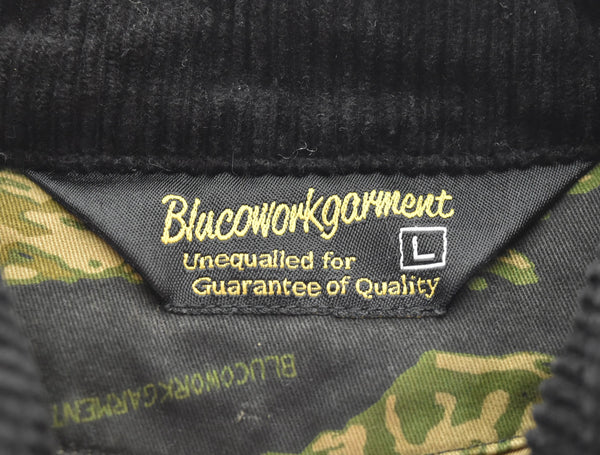 Blucoworkgarment
Unequalled for
L
Guarantee of Quality
BLUCOWORKGARMENT